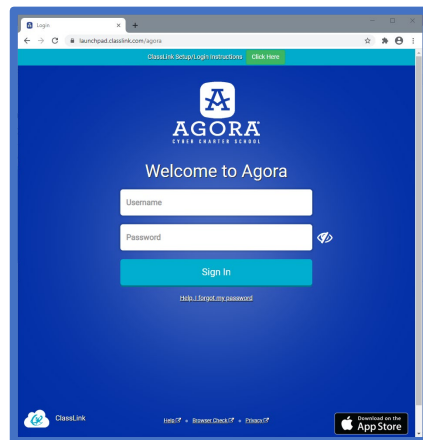 Login
launchpad.classlink.com/agora
ClassLink Setup/Login Instructions Click Here
AGORA
CYBER CHARTER SCHOOL
Welcome to Agora
Username
Password
Sign In
Help, I forgot my password
ClassLink
Help • Browser Check • Privacy
Download on the
App Store